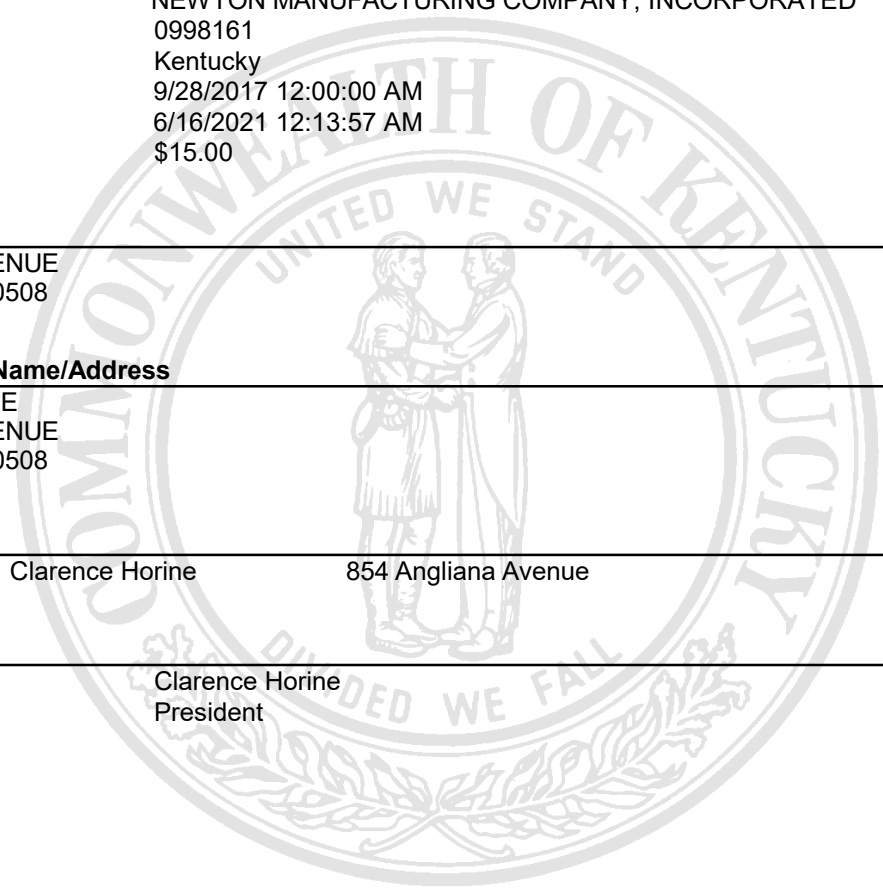 NEWTON MANUFACTURING COMPANY, INCORPORATED
0998161
Kentucky
9/28/2017 12:00:00 AM
6/16/2021 12:13:57 AM
$15.00
COMMONWEALTH OF KENTUCKY
UNITED WE STAND
ENUE
0508
Name/Address
E
ENUE
0508
Clarence Horine 854 Angliana Avenue
DIVIDED WE FALL
Clarence Horine
President